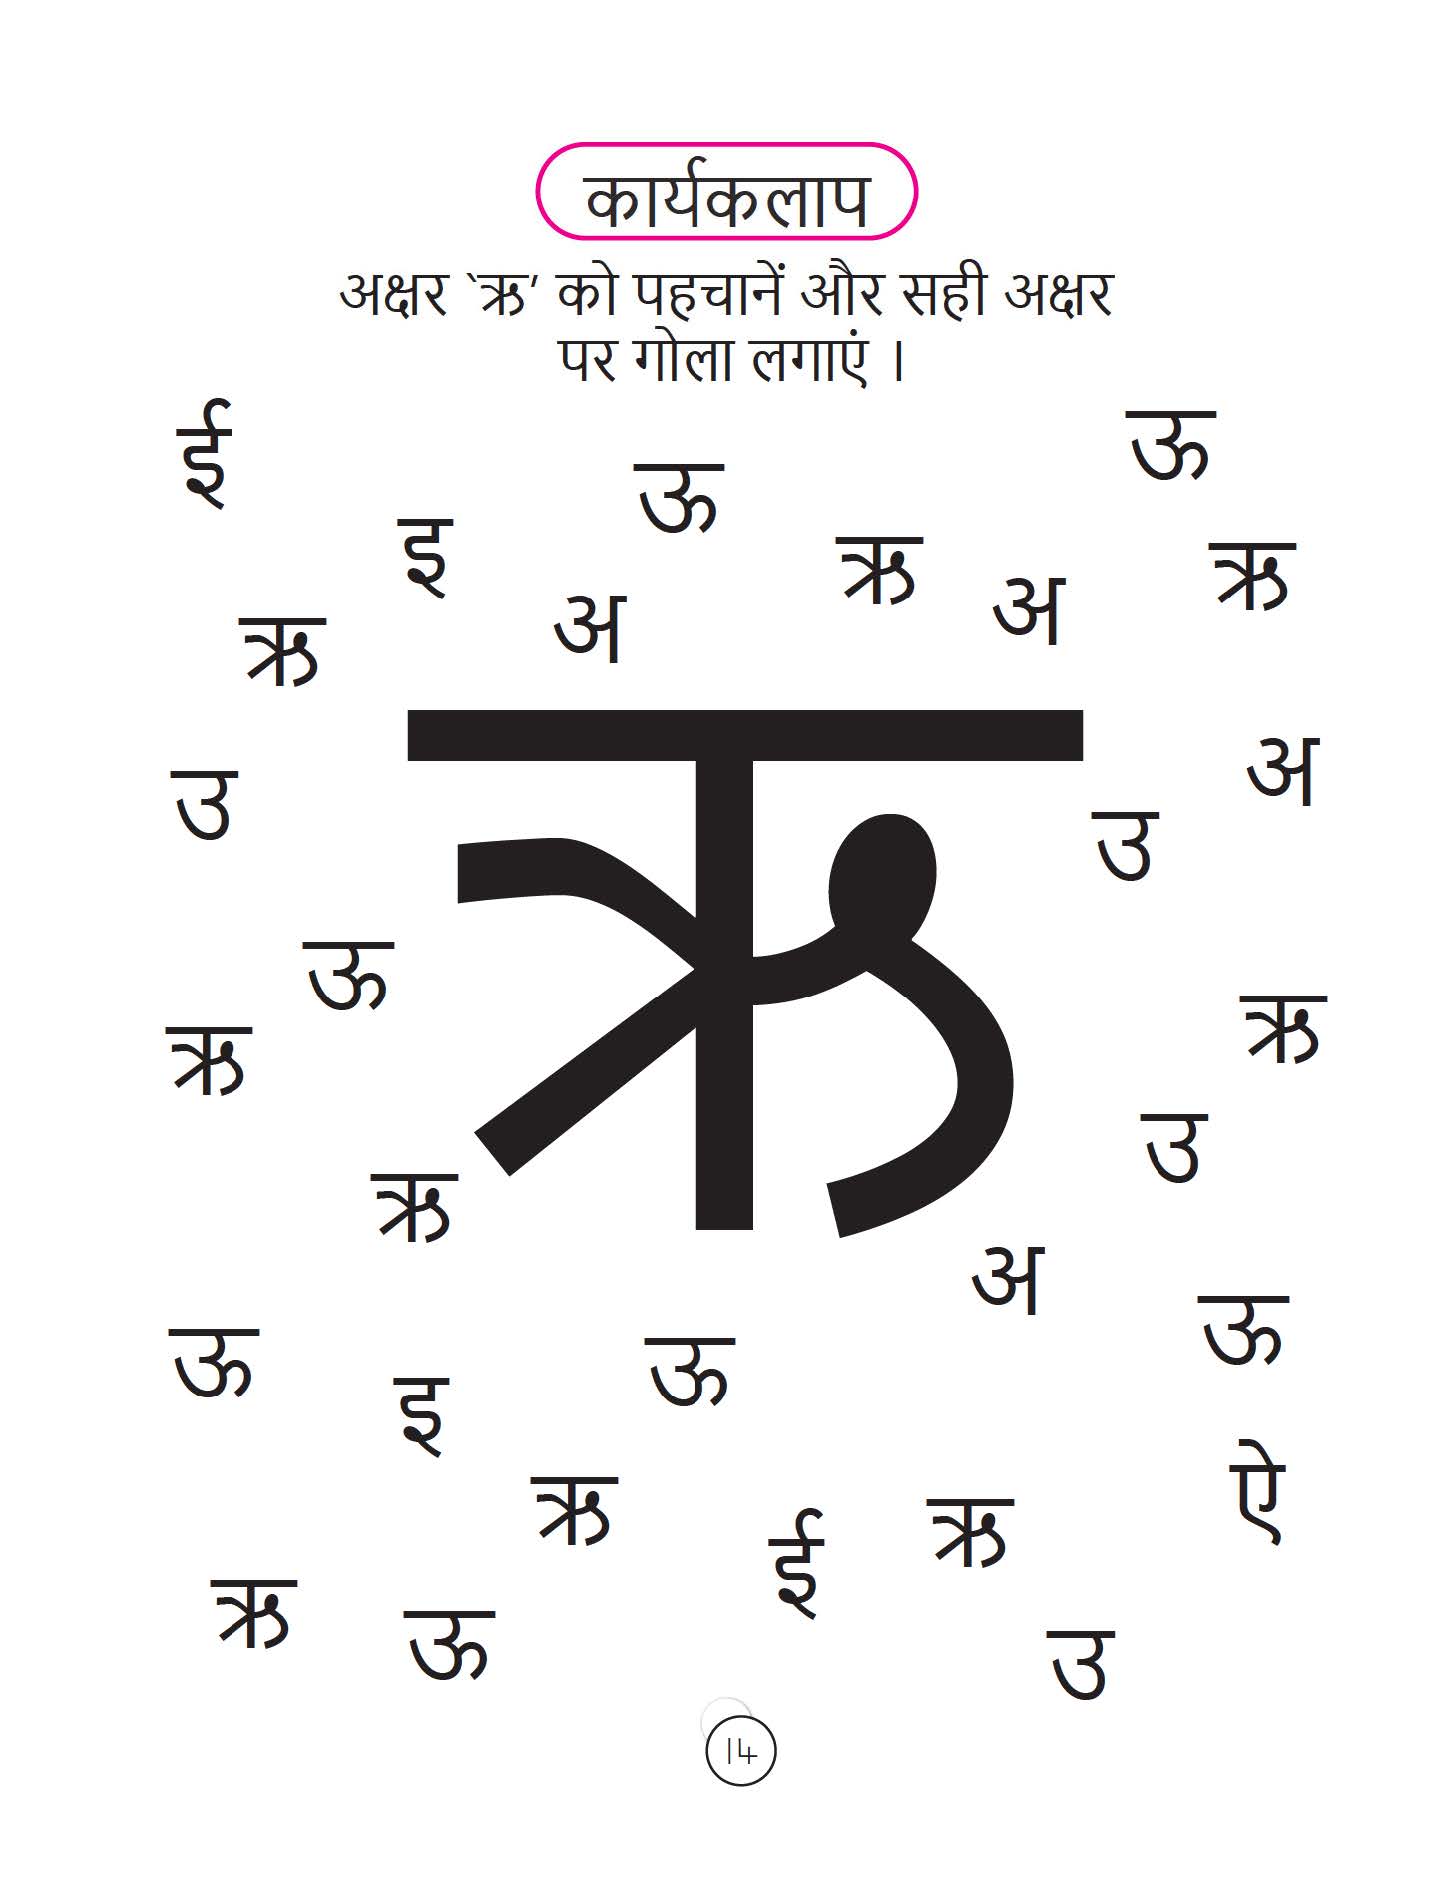 कार्यकलाप
अक्षर `ऋ' को पहचानें और सही अक्षर
पर गोला लगाएं ।
ई
ऊ
ऊ
इ
ऋ
ऋ
अ
अ
ऋ
ऋ
अ
उ
उ
ऊ
ऋ
ऋ
उ
ऋ
अ
ऊ
ऊ
ऊ
इ
ऐ
ऋ
ऋ
ई
ऋ
ऊ
उ
14